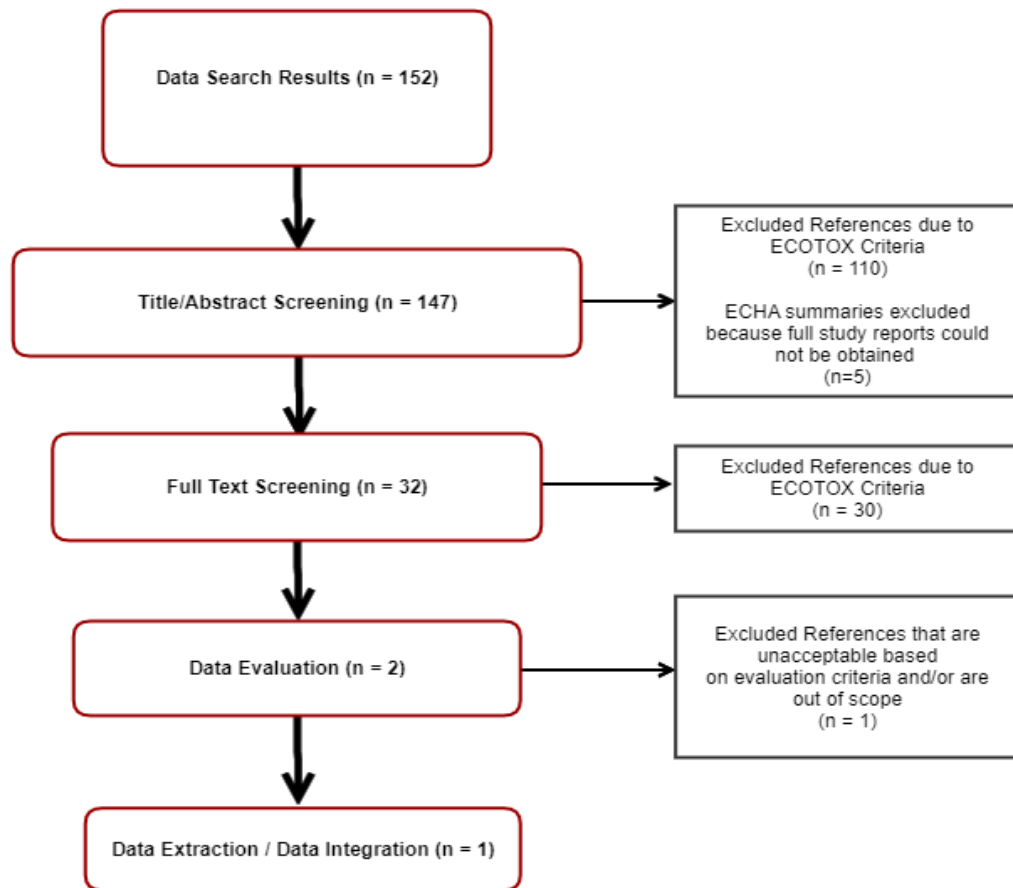 Data Search Results (n = 152)
Title/Abstract Screening (n = 147)
Excluded References due to
ECOTOX Criteria
(n = 110)
ECHA summaries excluded
because full study reports could
not be obtained
(n=5)
Full Text Screening (n = 32)
Excluded References due to
ECOTOX Criteria
(n = 30)
Data Evaluation (n = 2)
Excluded References that are
unacceptable based
on evaluation criteria and/or are
out of scope
(n = 1)
Data Extraction / Data Integration (n = 1)